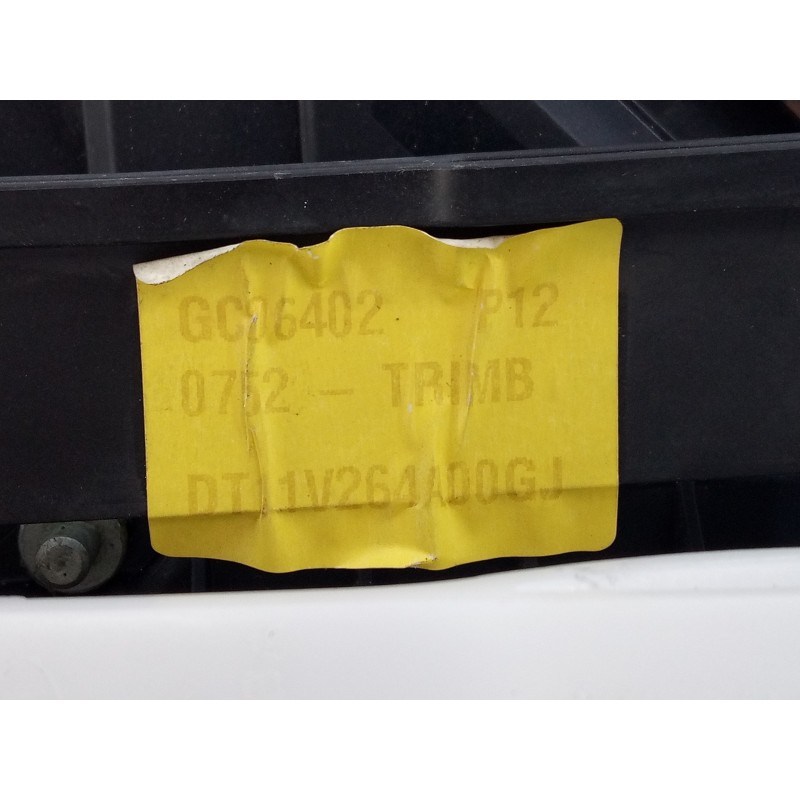 GC06402 P12
0752 - TRIMB
DT11V264A00GJ